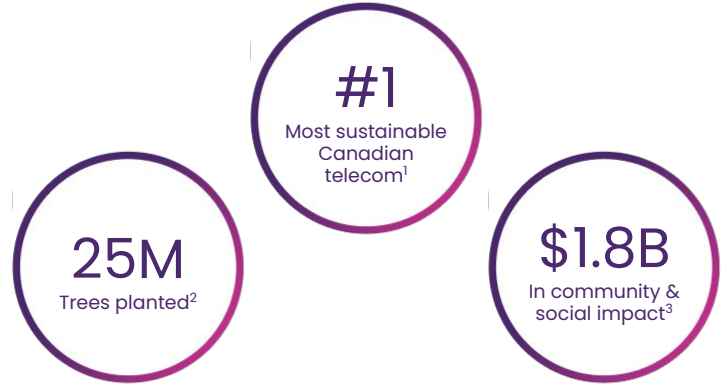 #1
Most sustainable
Canadian
telecom¹
25M
Trees planted²
$1.8B
In community &
social impact³